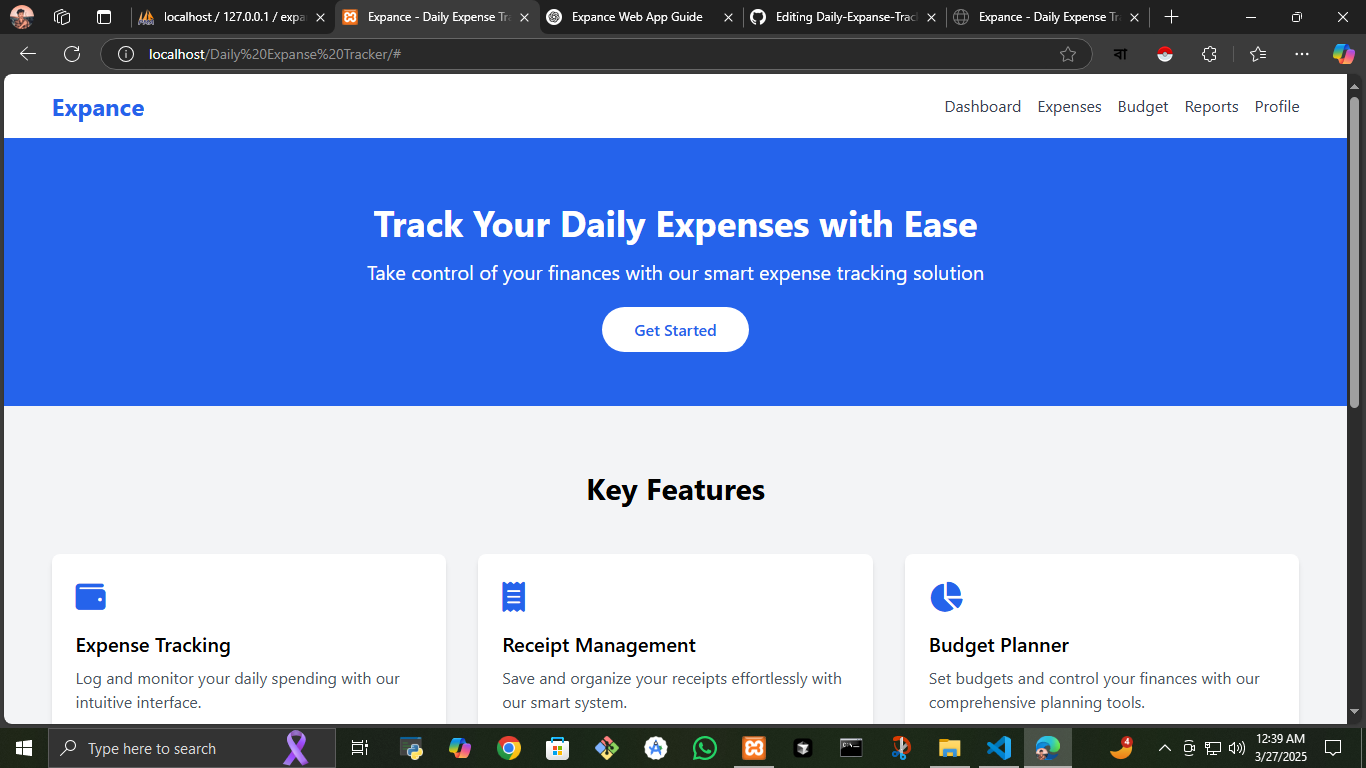 localhost / 127.0.0.1 / expa
Expance - Daily Expense Tr
Expance Web App Guide
Editing Daily-Expanse-Trac
Expance - Daily Expense Tr
localhost/Daily%20Expanse%20Tracker/#
বা
Expance
Dashboard Expenses Budget Reports Profile
Track Your Daily Expenses with Ease
Take control of your finances with our smart expense tracking solution
Get Started
Key Features
Expense Tracking
Log and monitor your daily spending with our
intuitive interface.
Receipt Management
Save and organize your receipts effortlessly with
our smart system.
Budget Planner
Set budgets and control your finances with our
comprehensive planning tools.
Type here to search
4
12:39 AM
3/27/2025